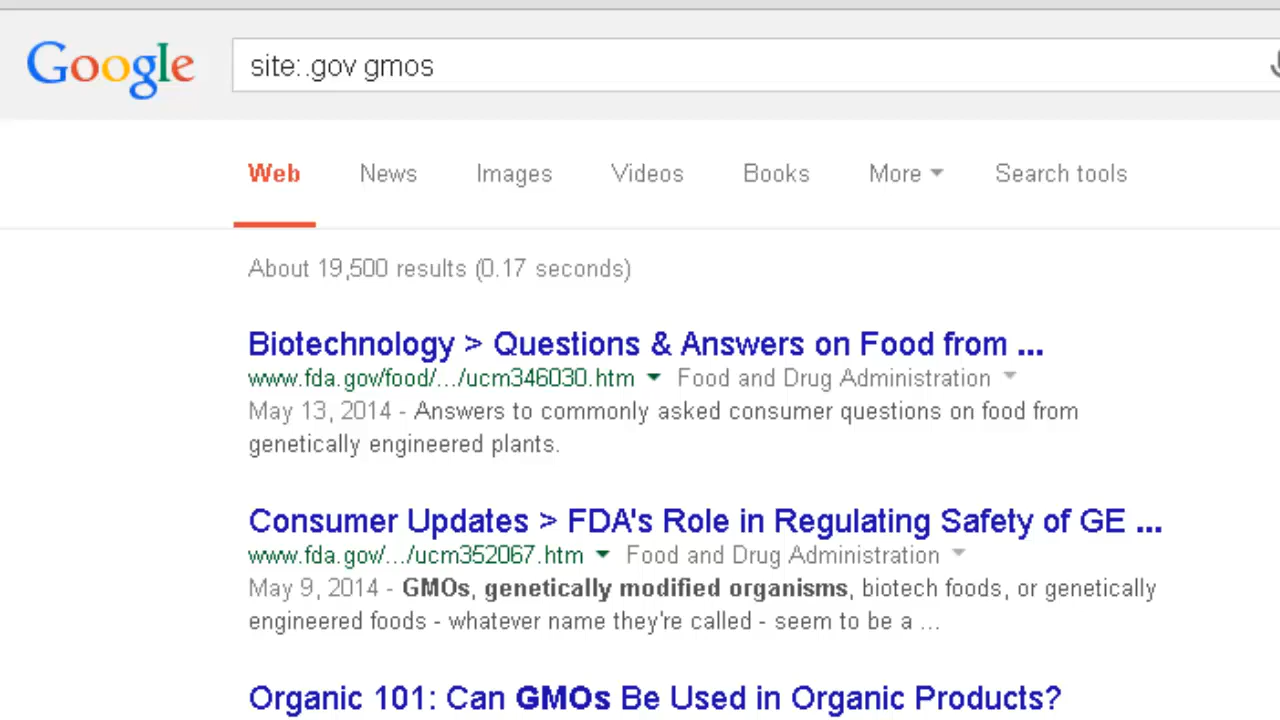 Google
site:.gov gmos
Web News Images Videos Books More Search tools
About 19,500 results (0.17 seconds)
Biotechnology > Questions & Answers on Food from ...
www.fda.gov/food/.../ucm346030.htm Food and Drug Administration
May 13, 2014 - Answers to commonly asked consumer questions on food from
genetically engineered plants.
Consumer Updates > FDA's Role in Regulating Safety of GE ...
www.fda.gov/.../ucm352067.htm Food and Drug Administration
May 9, 2014 - GMOs, genetically modified organisms, biotech foods, or genetically
engineered foods - whatever name they're called - seem to be a ...
Organic 101: Can GMOs Be Used in Organic Products?